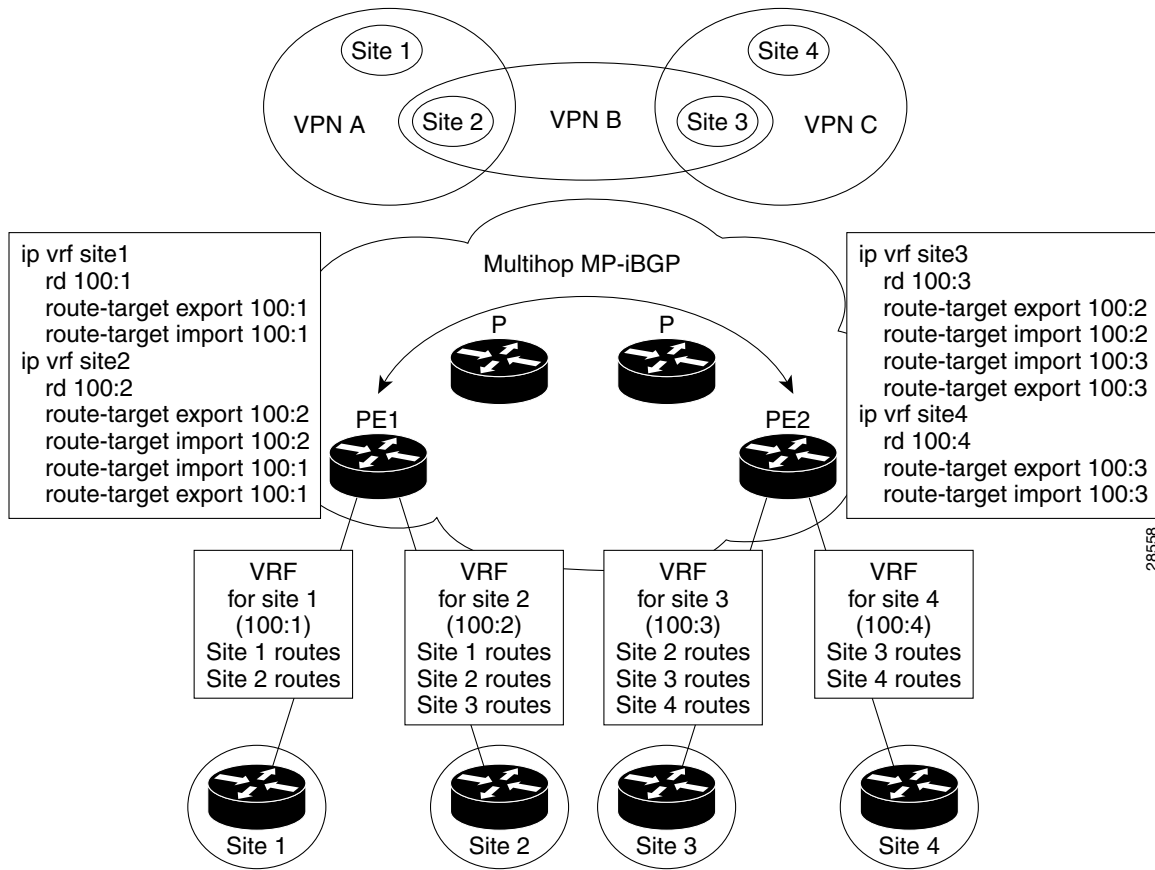 Site 1
Site 4
VPN A
Site 2
VPN B
Site 3
VPN C
ip vrf site1
rd 100:1
route-target export 100:1
route-target import 100:1
ip vrf site2
rd 100:2
route-target export 100:2
route-target import 100:2
route-target import 100:1
route-target export 100:1
Multihop MP-iBGP
P
P
PE1
PE2
ip vrf site3
rd 100:3
route-target export 100:2
route-target import 100:2
route-target import 100:3
route-target export 100:3
ip vrf site4
rd 100:4
route-target export 100:3
route-target import 100:3
28558
VRF
for site 1
(100:1)
Site 1 routes
Site 2 routes
VRF
for site 2
(100:2)
Site 1 routes
Site 2 routes
Site 3 routes
VRF
for site 3
(100:3)
Site 2 routes
Site 3 routes
Site 4 routes
VRF
for site 4
(100:4)
Site 3 routes
Site 4 routes
Site 1
Site 2
Site 3
Site 4